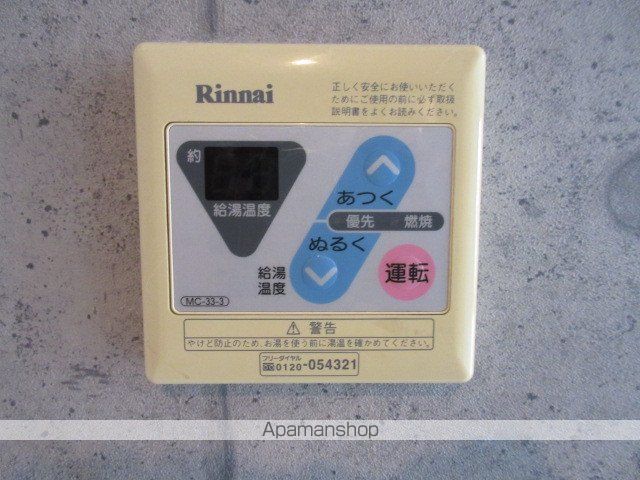 Rinnai
正しく安全にお使いいただく
ためにご使用の前に必ず取扱
説明書をよくお読みください。
約
給湯温度
あつく
優先 燃焼
ぬるく
給湯
温度
運転
MC-33-3
警告
やけど防止のため、お湯を使う前に湯温を確かめてください。
フリーダイヤル
0120-054321
Apamanshop